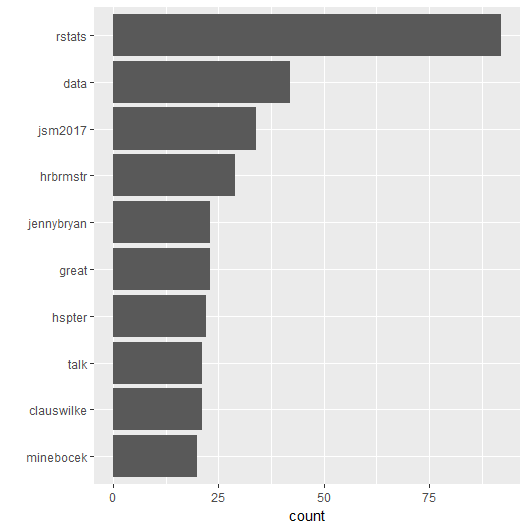 rstats
data
jsm2017
hrbrmstr
jennybryan
great
hspter
talk
clauswilke
minebocek
0 25 50 75
count